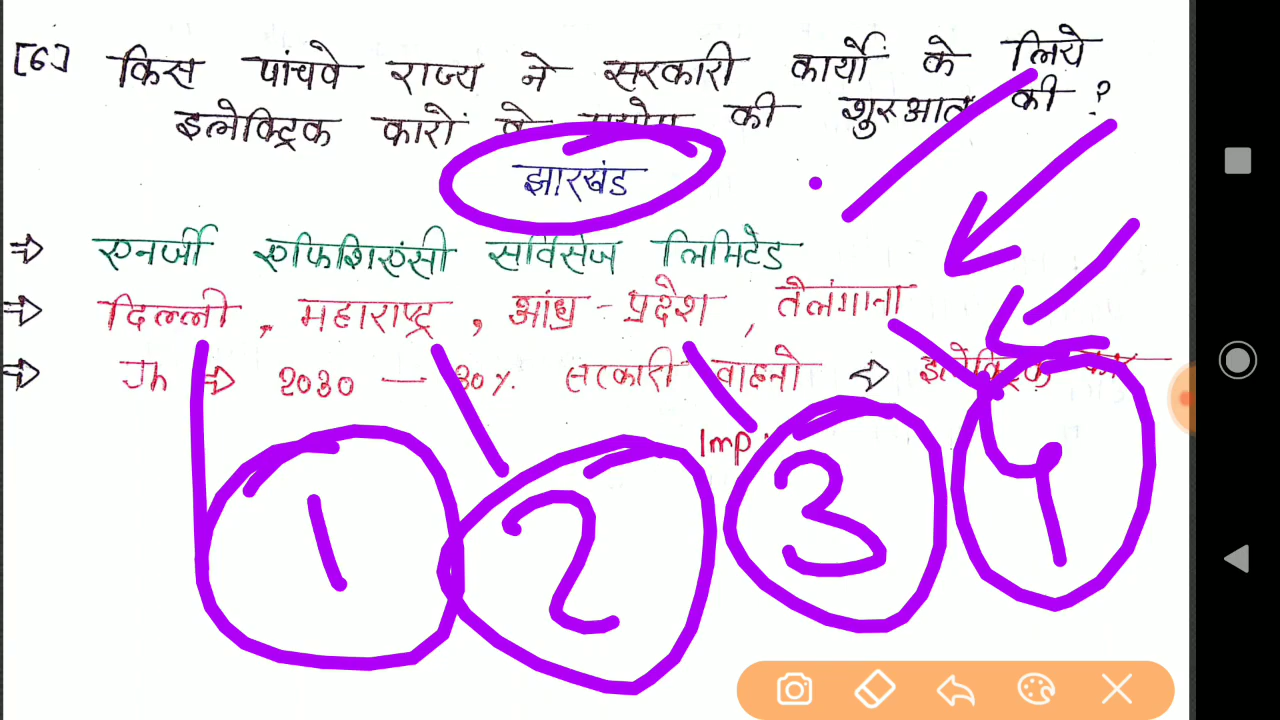 [6] किस पांचवे राज्य ने सरकारी कार्यों के लिये
इलेक्ट्रिक कारों की शुरुआत की ?
झारखंड
⇒ एनर्जी एफिशिएंसी सर्विसेज लिमिटेड
⇒ दिल्ली , महाराष्ट्र , आंध्र - प्रदेश , तेलंगाना
⇒ Jh ⇒ 2030 — 30% सरकारी वाहनो ⇒ इलेक्ट्रिक कार
Imp
1 2 3 4